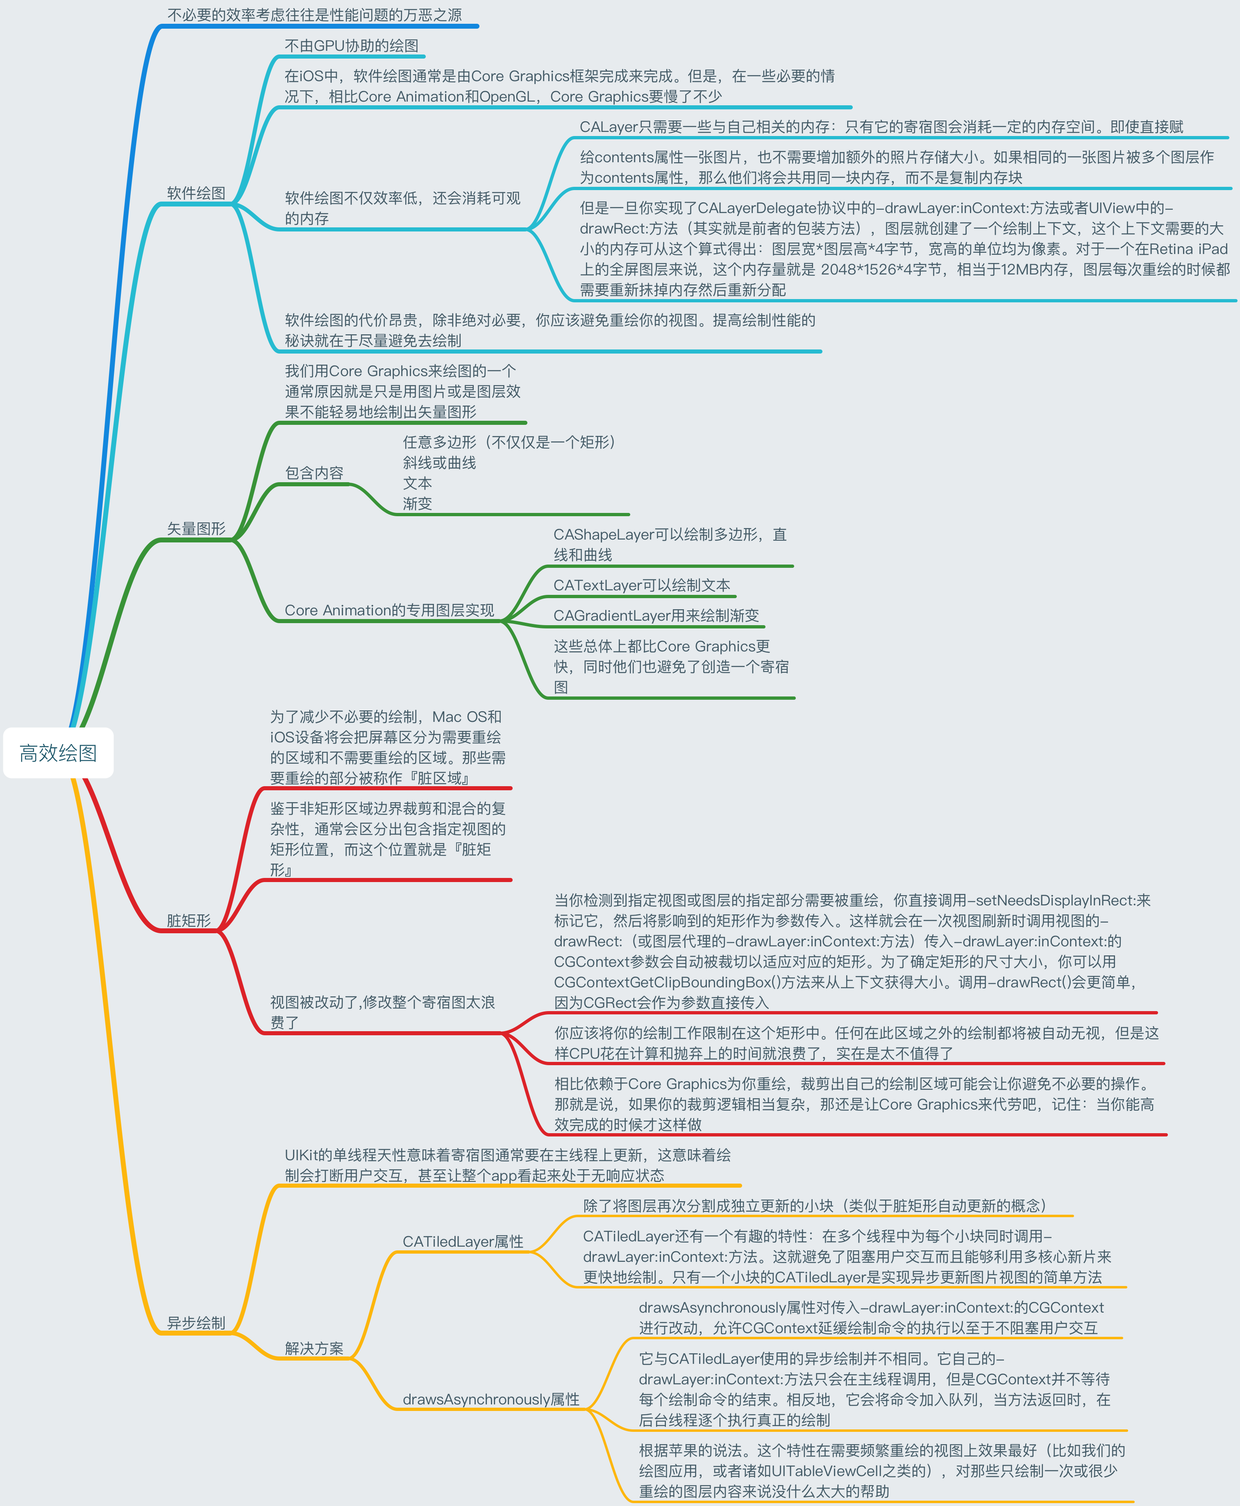 不必要的效率考虑往往是性能问题的万恶之源
不由GPU协助的绘图
在iOS中，软件绘图通常是由Core Graphics框架完成来完成。但是，在一些必要的情
况下，相比Core Animation和OpenGL，Core Graphics要慢了不少
CALayer只需要一些与自己相关的内存：只有它的寄宿图会消耗一定的内存空间。即使直接赋
给contents属性一张图片，也不需要增加额外的照片存储大小。如果相同的一张图片被多个图层作
为contents属性，那么他们将会共用同一块内存，而不是复制内存块
软件绘图
软件绘图不仅效率低，还会消耗可观
的内存
但是一旦你实现了CALayerDelegate协议中的-drawLayer:inContext:方法或者UIView中的-
drawRect:方法（其实就是前者的包装方法），图层就创建了一个绘制上下文，这个上下文需要的大
小的内存可从这个算式得出：图层宽*图层高*4字节，宽高的单位均为像素。对于一个在Retina iPad
上的全屏图层来说，这个内存量就是 2048*1526*4字节，相当于12MB内存，图层每次重绘的时候都
需要重新抹掉内存然后重新分配
软件绘图的代价昂贵，除非绝对必要，你应该避免重绘你的视图。提高绘制性能的
秘诀就在于尽量避免去绘制
我们用Core Graphics来绘图的一个
通常原因就是只是用图片或是图层效
果不能轻易地绘制出矢量图形
任意多边形（不仅仅是一个矩形）
斜线或曲线
文本
渐变
包含内容
矢量图形
CAShapeLayer可以绘制多边形，直
线和曲线
CATextLayer可以绘制文本
Core Animation的专用图层实现
CAGradientLayer用来绘制渐变
这些总体上都比Core Graphics更
快，同时他们也避免了创造一个寄宿
图
高效绘图
为了减少不必要的绘制，Mac OS和
iOS设备将会把屏幕区分为需要重绘
的区域和不需要重绘的区域。那些需
要重绘的部分被称作『脏区域』
鉴于非矩形区域边界裁剪和混合的复
杂性，通常会区分出包含指定视图的
矩形位置，而这个位置就是『脏矩
形』
脏矩形
当你检测到指定视图或图层的指定部分需要被重绘，你直接调用-setNeedsDisplayInRect:来
标记它，然后将影响到的矩形作为参数传入。这样就会在一次视图刷新时调用视图的-
drawRect:（或图层代理的-drawLayer:inContext:方法）传入-drawLayer:inContext:的
CGContext参数会自动被裁切以适应对应的矩形。为了确定矩形的尺寸大小，你可以用
CGContextGetClipBoundingBox()方法来从上下文获得大小。调用-drawRect()会更简单，
因为CGRect会作为参数直接传入
视图被改动了,修改整个寄宿图太浪
费了
你应该将你的绘制工作限制在这个矩形中。任何在此区域之外的绘制都将被自动无视，但是这
样CPU花在计算和抛弃上的时间就浪费了，实在是太不值得了
相比依赖于Core Graphics为你重绘，裁剪出自己的绘制区域可能会让你避免不必要的操作。
那就是说，如果你的裁剪逻辑相当复杂，那还是让Core Graphics来代劳吧，记住：当你能高
效完成的时候才这样做
UIKit的单线程天性意味着寄宿图通常要在主线程上更新，这意味着绘
制会打断用户交互，甚至让整个app看起来处于无响应状态
除了将图层再次分割成独立更新的小块（类似于脏矩形自动更新的概念）
CATiledLayer属性
CATiledLayer还有一个有趣的特性：在多个线程中为每个小块同时调用-
drawLayer:inContext:方法。这就避免了阻塞用户交互而且能够利用多核心新片来
更快地绘制。只有一个小块的CATiledLayer是实现异步更新图片视图的简单方法
异步绘制
解决方案
drawsAsynchronously属性对传入-drawLayer:inContext:的CGContext
进行改动，允许CGContext延缓绘制命令的执行以至于不阻塞用户交互
drawsAsynchronously属性
它与CATiledLayer使用的异步绘制并不相同。它自己的-
drawLayer:inContext:方法只会在主线程调用，但是CGContext并不等待
每个绘制命令的结束。相反地，它会将命令加入队列，当方法返回时，在
后台线程逐个执行真正的绘制
根据苹果的说法。这个特性在需要频繁重绘的视图上效果最好（比如我们的
绘图应用，或者诸如UITableViewCell之类的），对那些只绘制一次或很少
重绘的图层内容来说没什么太大的帮助